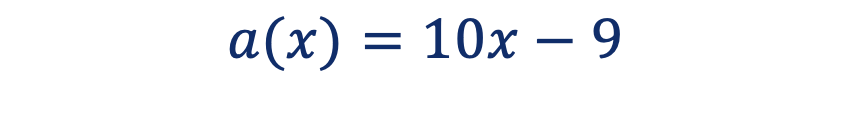 a(x) = 10x − 9